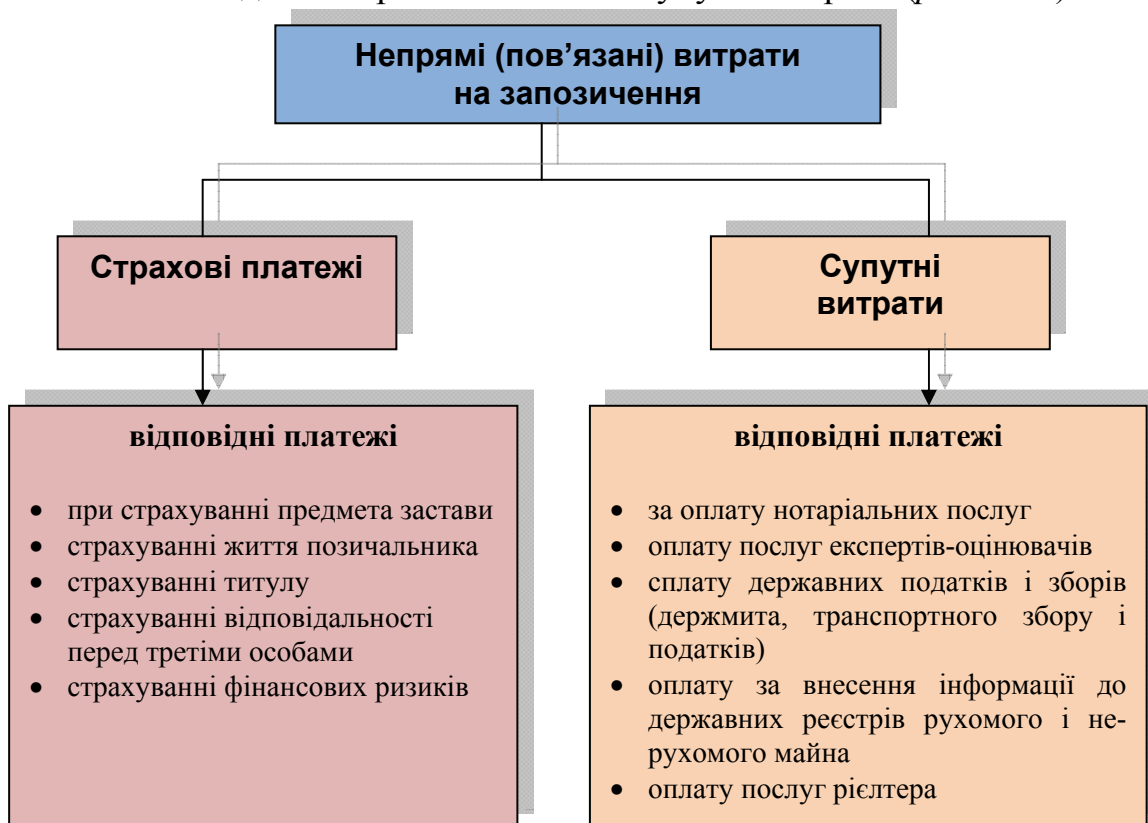 Непрямі (пов’язані) витрати
на запозичення
Страхові платежі
Супутні
витрати
відповідні платежі
• при страхуванні предмета застави
• страхуванні життя позичальника
• страхуванні титулу
• страхуванні відповідальності
перед третіми особами
• страхуванні фінансових ризиків
відповідні платежі
• за оплату нотаріальних послуг
• оплату послуг експертів-оцінювачів
• сплату державних податків і зборів
(держмита, транспортного збору і
податків)
• оплату за внесення інформації до
державних реєстрів рухомого і не-
рухомого майна
• оплату послуг рієлтера